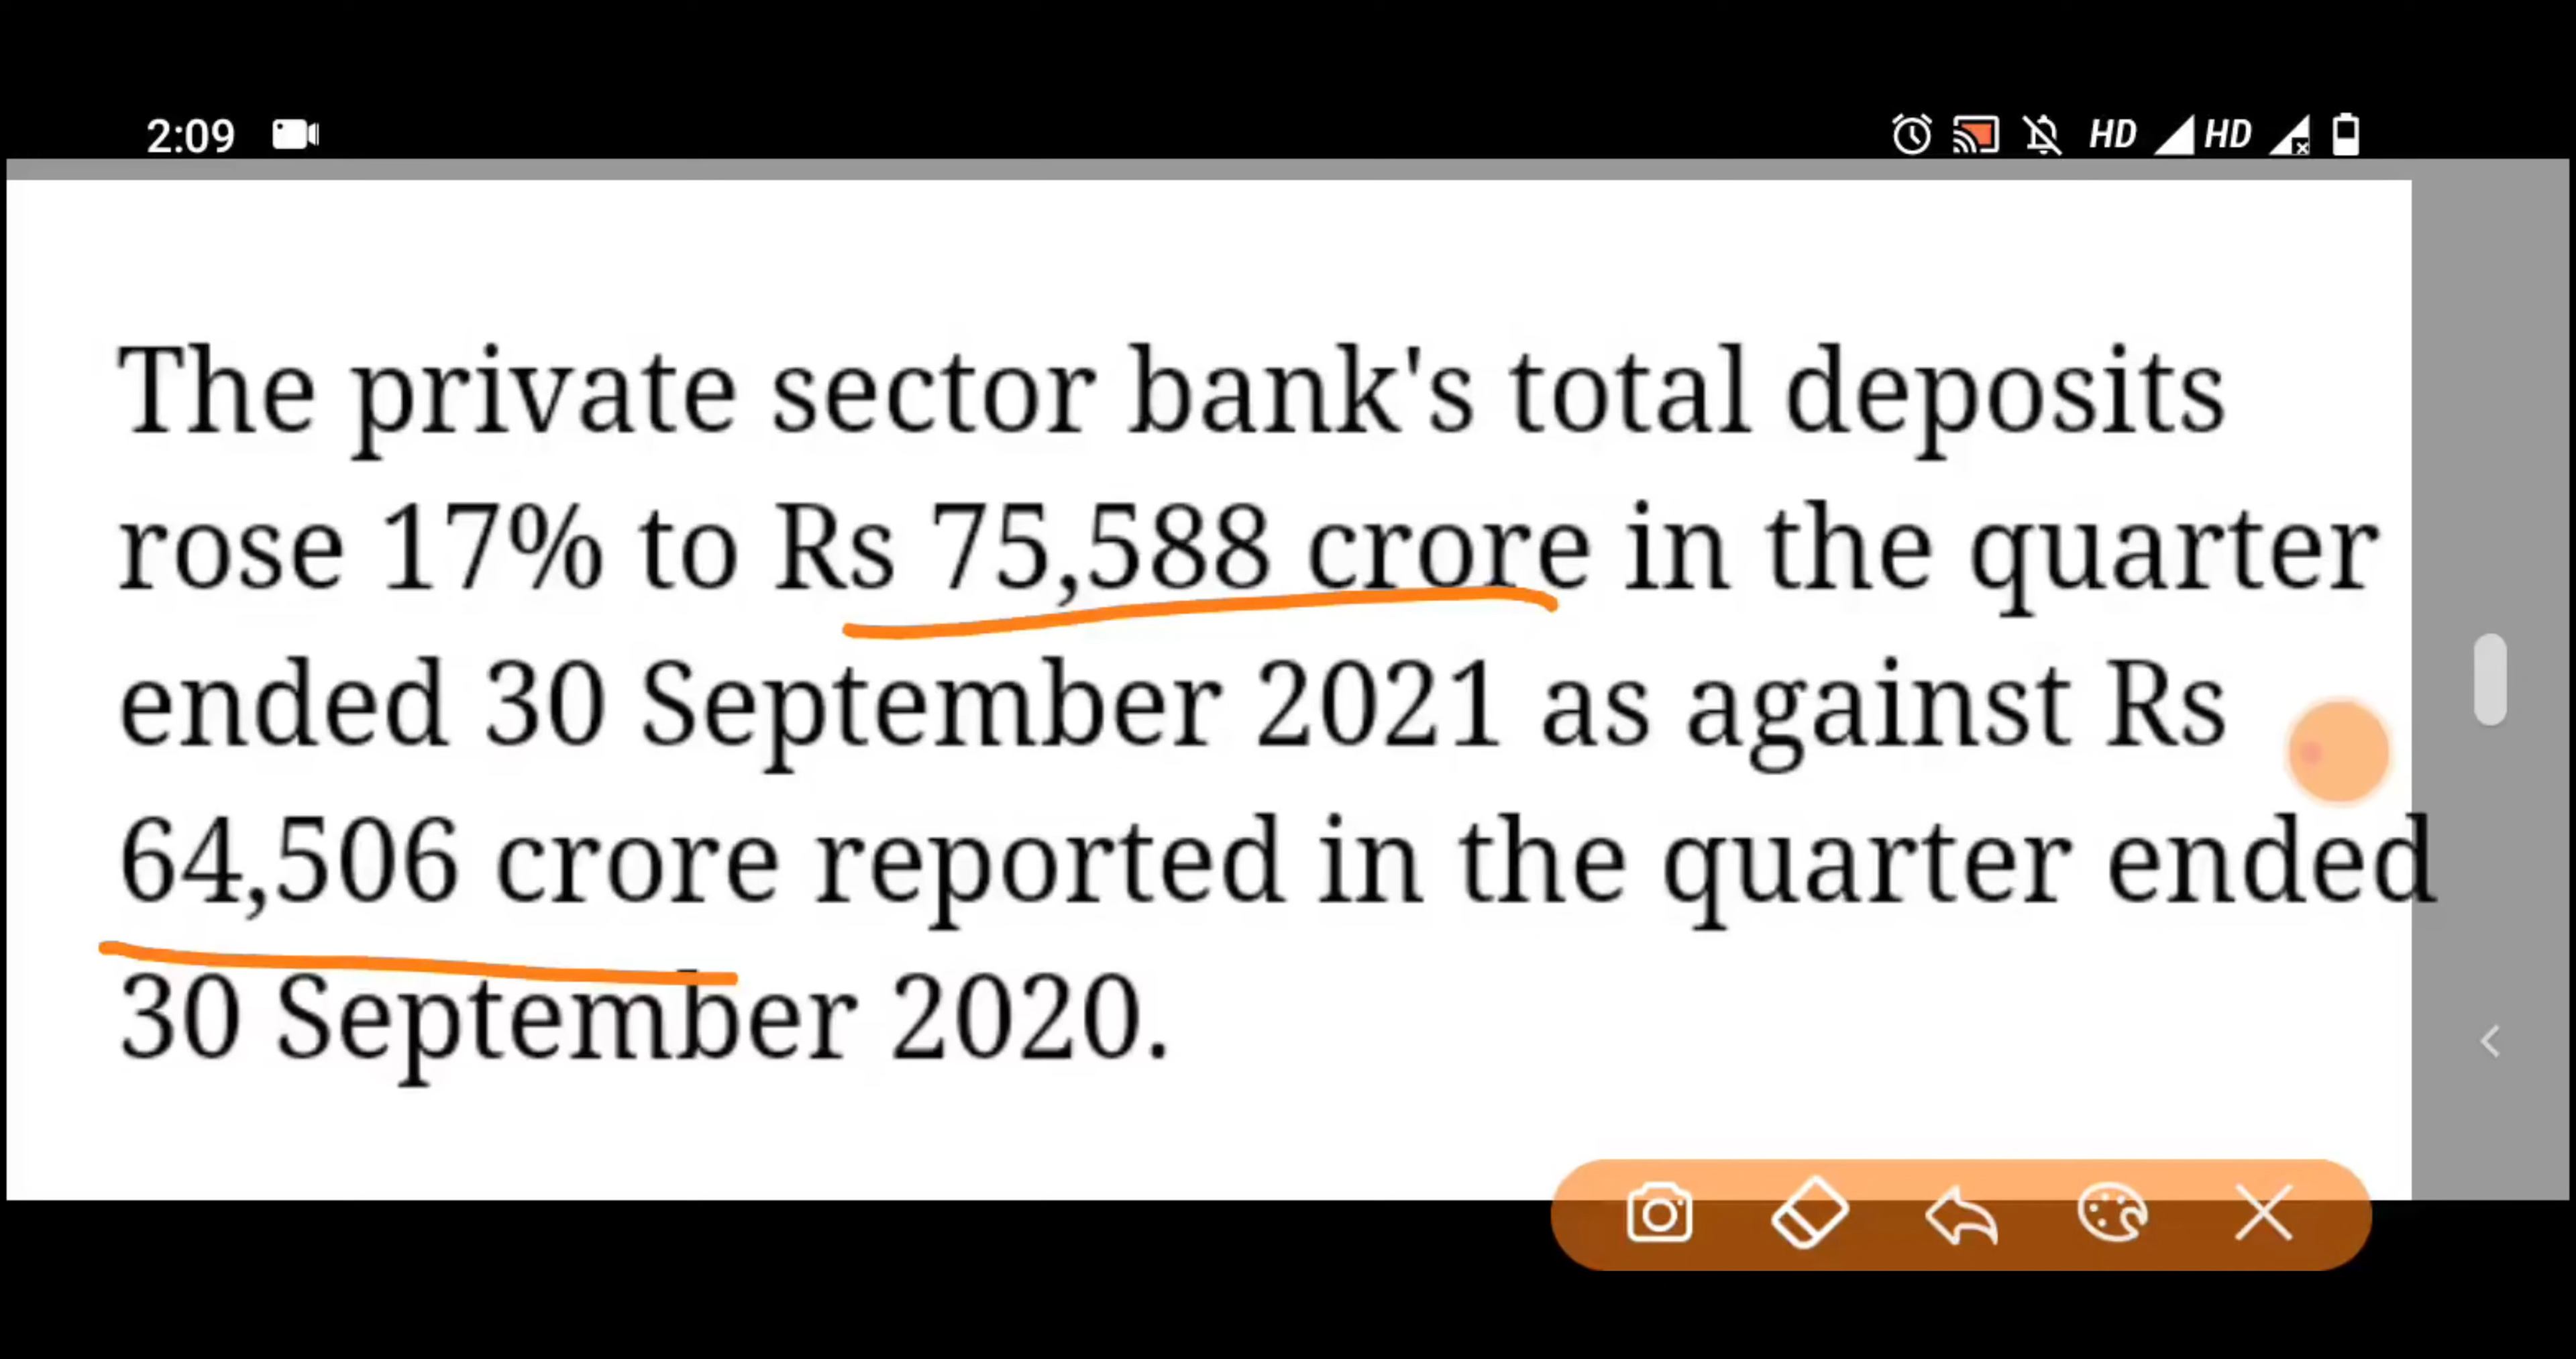 2:09 HD HD
The private sector bank's total deposits
rose 17% to Rs 75,588 crore in the quarter
ended 30 September 2021 as against Rs
64,506 crore reported in the quarter ended
30 September 2020.